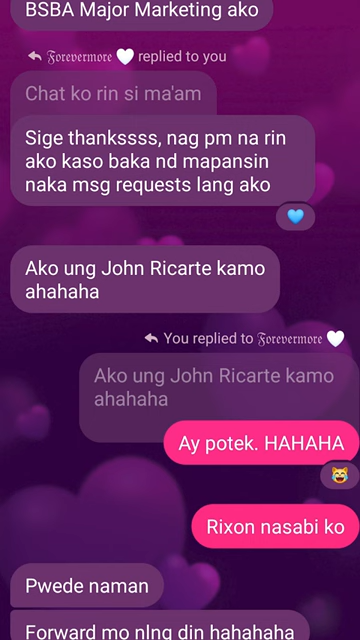 BSBA Major Marketing ako
Forevermore 🤍 replied to you
Chat ko rin si ma'am
Sige thankssss, nag pm na rin
ako kaso baka nd mapansin
naka msg requests lang ako
Ako ung John Ricarte kamo
ahahaha
You replied to Forevermore 🤍
Ako ung John Ricarte kamo
ahahaha
Ay potek. HAHAHA
Rixon nasabi ko
Pwede naman
Forward mo nlng din hahahaha